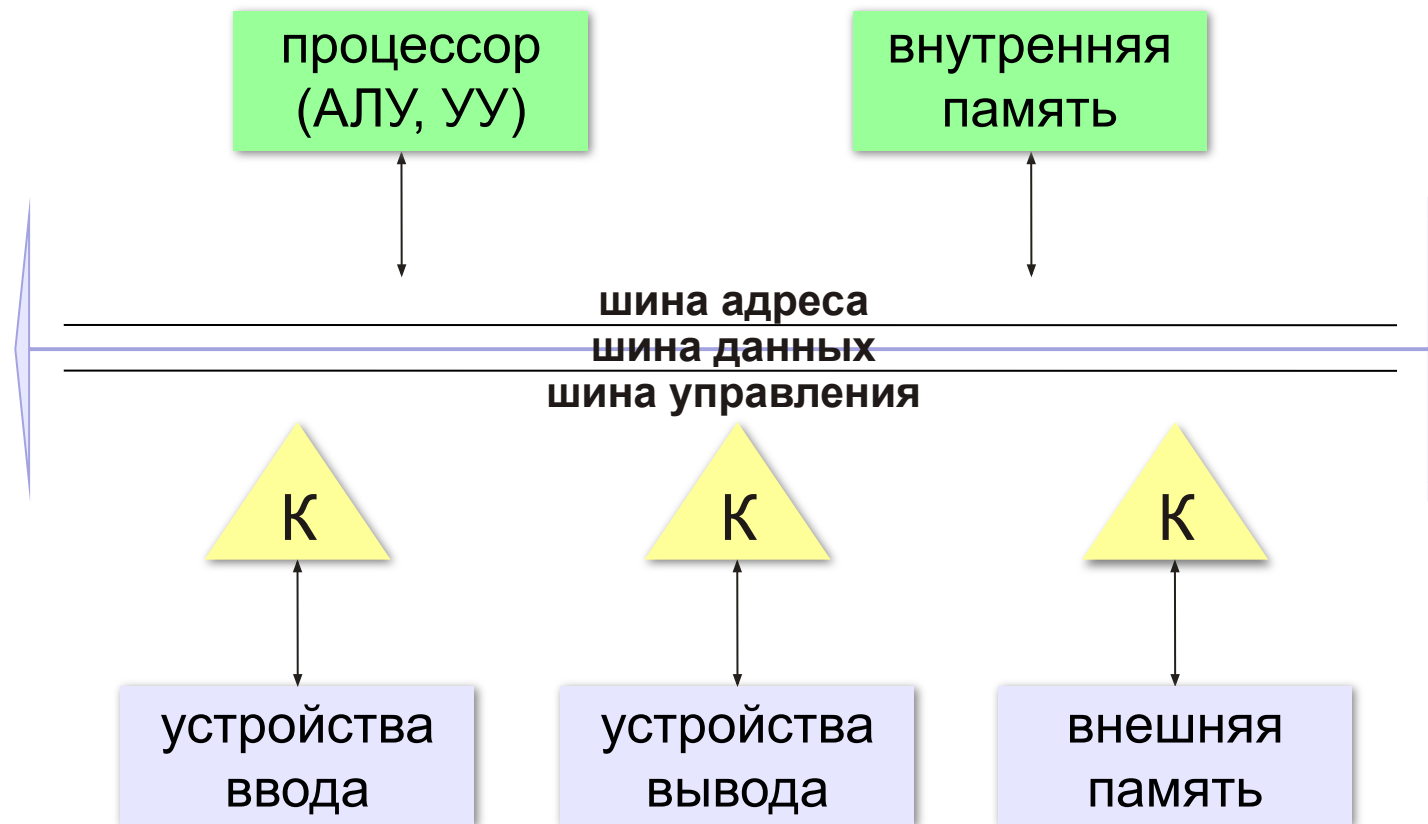 процессор
(АЛУ, УУ)
внутренняя
память
шина адреса
шина данных
шина управления
К
К
К
устройства
ввода
устройства
вывода
внешняя
память